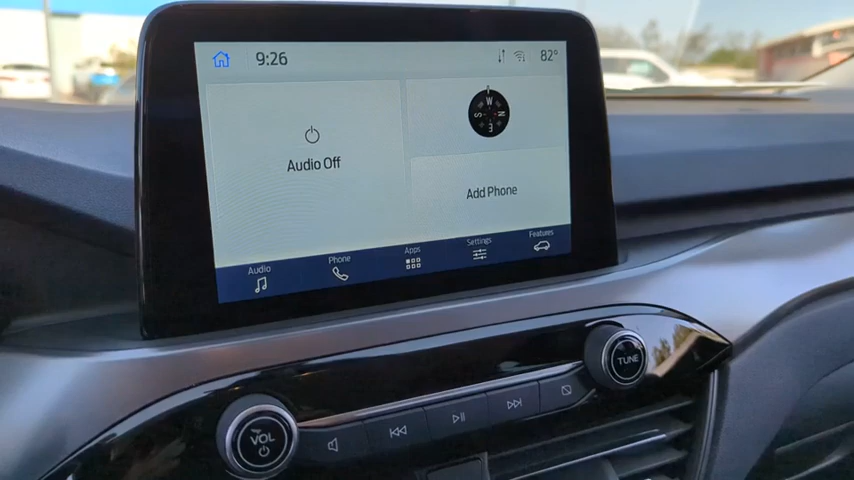 9:26
82°
Audio Off
W
S
N
E
Add Phone
Audio
Phone
Apps
Settings
Features
VOL
TUNE